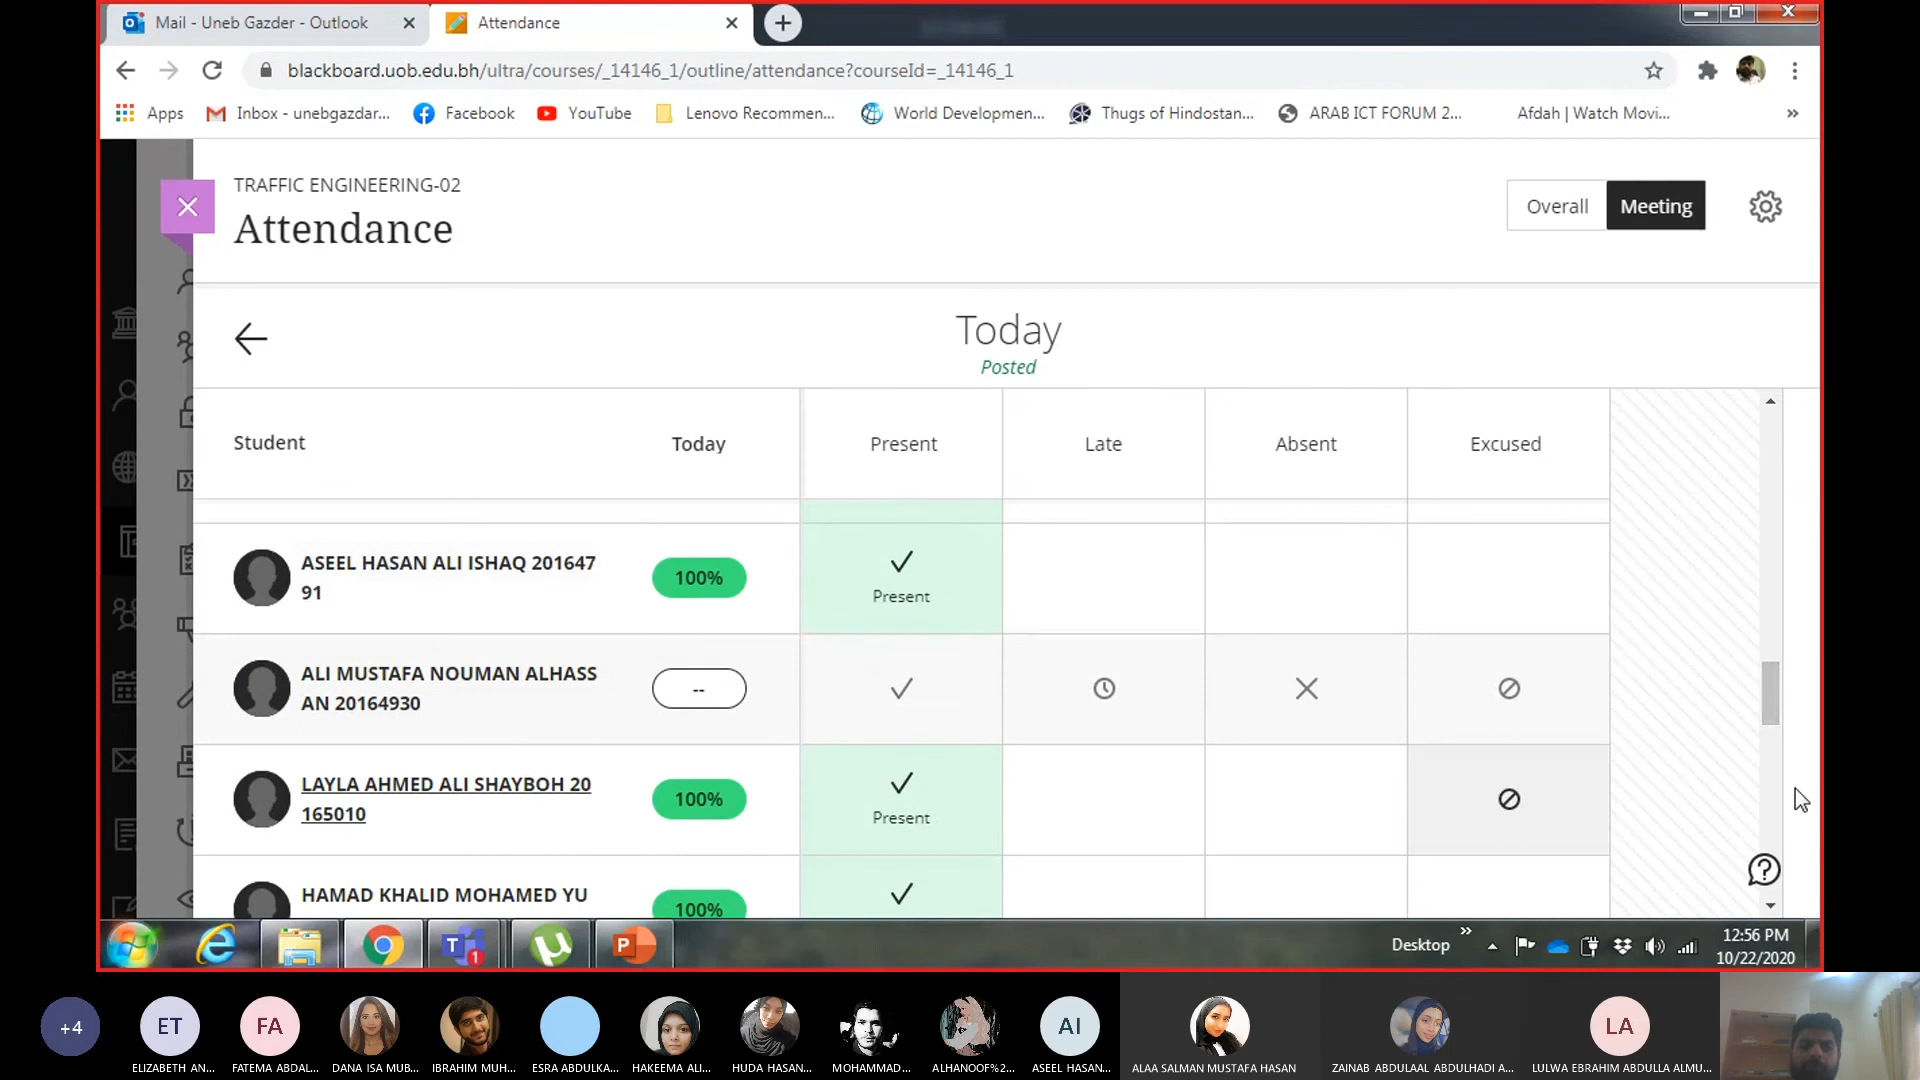 Mail - Uneb Gazder - Outlook
Attendance
blackboard.uob.edu.bh/ultra/courses/_14146_1/outline/attendance?courseId=_14146_1
Apps
Inbox - unebgazdar...
Facebook
YouTube
Lenovo Recommen...
World Developmen...
Thugs of Hindostan...
ARAB ICT FORUM 2...
Afdah | Watch Movi...
TRAFFIC ENGINEERING-02
Attendance
Overall
Meeting
Today
Posted
Student
Today
Present
Late
Absent
Excused
ASEEL HASAN ALI ISHAQ 201647
91
100%
Present
ALI MUSTAFA NOUMAN ALHASS
AN 20164930
--
LAYLA AHMED ALI SHAYBOH 20
165010
100%
Present
HAMAD KHALID MOHAMED YU
100%
Desktop
12:56 PM
10/22/2020
+4
ET
FA
AI
LA
ELIZABETH AN...
FATEMA ABDAL...
DANA ISA MUB...
IBRAHIM MUH...
ESRA ABDULKA...
HAKEEMA ALI...
HUDA HASAN...
MOHAMMAD...
ALHANOOF%2...
ASEEL HASAN...
ALAA SALMAN MUSTAFA HASAN
ZAINAB ABDULAAL ABDULHADI A...
LULWA EBRAHIM ABDULLA ALMU...